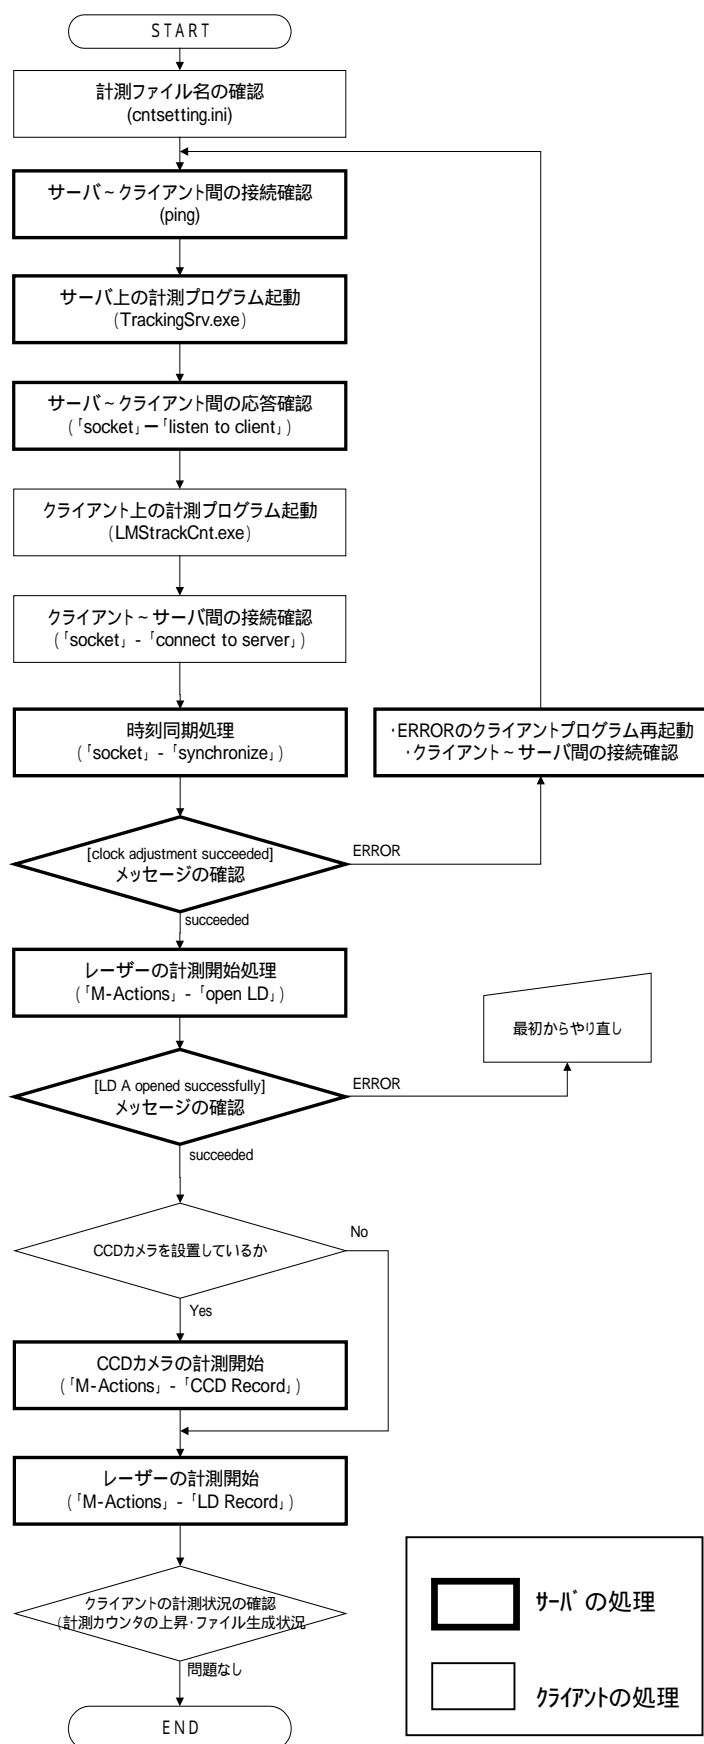 START
計測ファイル名の確認
(cntsetting.ini)
サーバ～クライアント間の接続確認
(ping)
サーバ上の計測プログラム起動
(TrackingSrv.exe)
サーバ～クライアント間の応答確認
(「socket」ー「listen to client」)
クライアント上の計測プログラム起動
(LMStrackCnt.exe)
クライアント～サーバ間の接続確認
(「socket」-「connect to server」)
時刻同期処理
(「socket」-「synchronize」)
・ERRORのクライアントプログラム再起動
・クライアント～サーバ間の接続確認
[clock adjustment succeeded]
メッセージの確認
ERROR
succeeded
レーザーの計測開始処理
(「M-Actions」-「open LD」)
最初からやり直し
[LD A opened successfully]
メッセージの確認
ERROR
succeeded
CCDカメラを設置しているか
No
Yes
CCDカメラの計測開始
(「M-Actions」-「CCD Record」)
レーザーの計測開始
(「M-Actions」-「LD Record」)
クライアントの計測状況の確認
(計測カウンタの上昇・ファイル生成状況
問題なし
END
サーバの処理
クライアントの処理